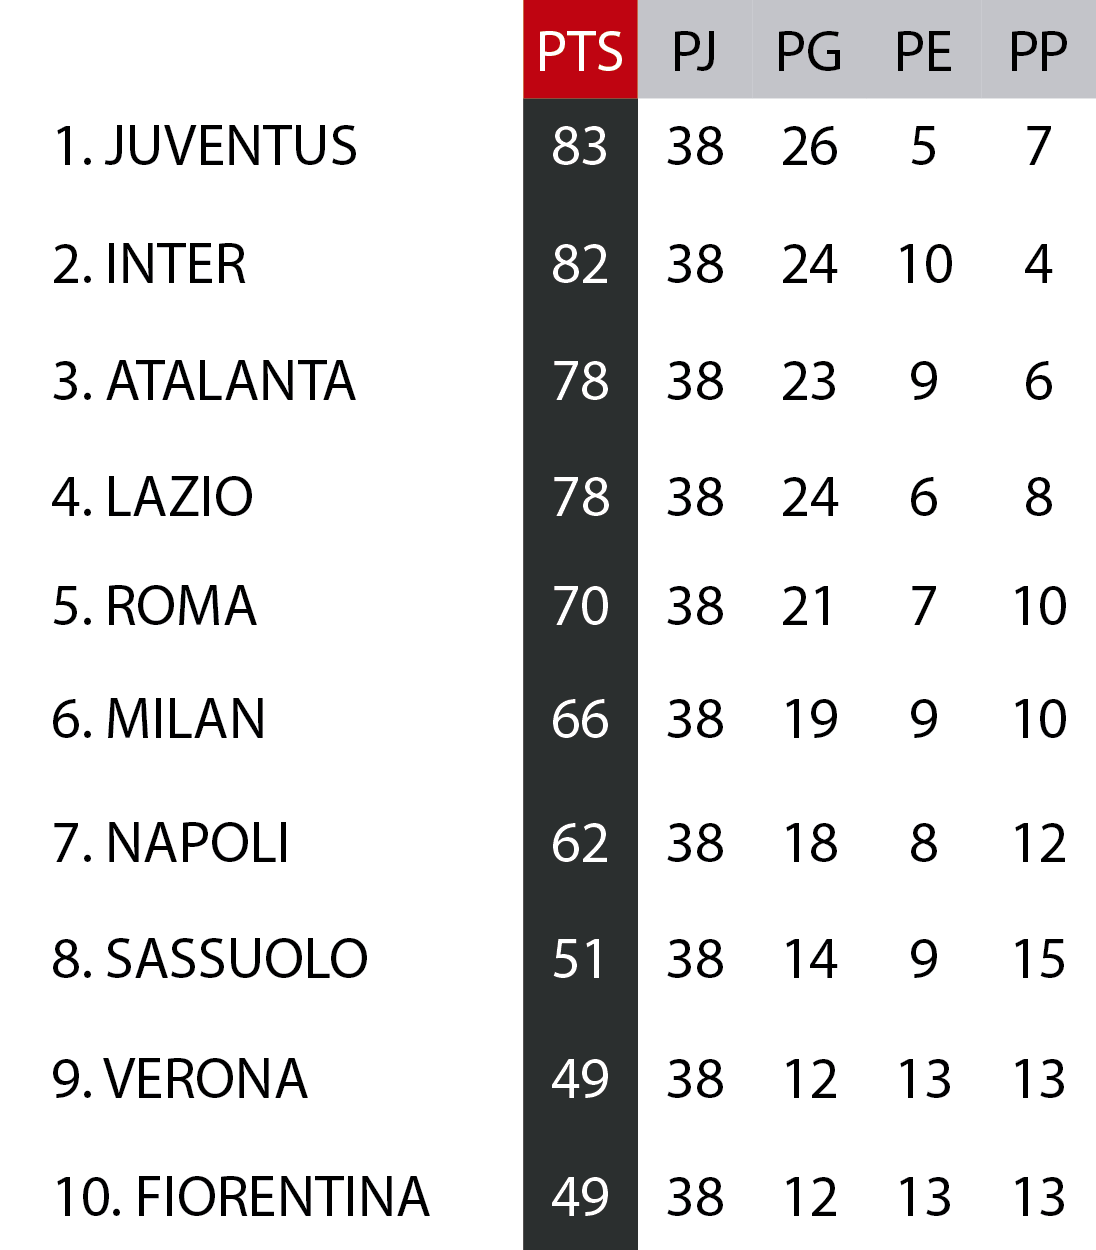 PTS PJ PG PE PP
1. JUVENTUS 83 38 26 5 7
2. INTER 82 38 24 10 4
3. ATALANTA 78 38 23 9 6
4. LAZIO 78 38 24 6 8
5. ROMA 70 38 21 7 10
6. MILAN 66 38 19 9 10
7. NAPOLI 62 38 18 8 12
8. SASSUOLO 51 38 14 9 15
9. VERONA 49 38 12 13 13
10. FIORENTINA 49 38 12 13 13